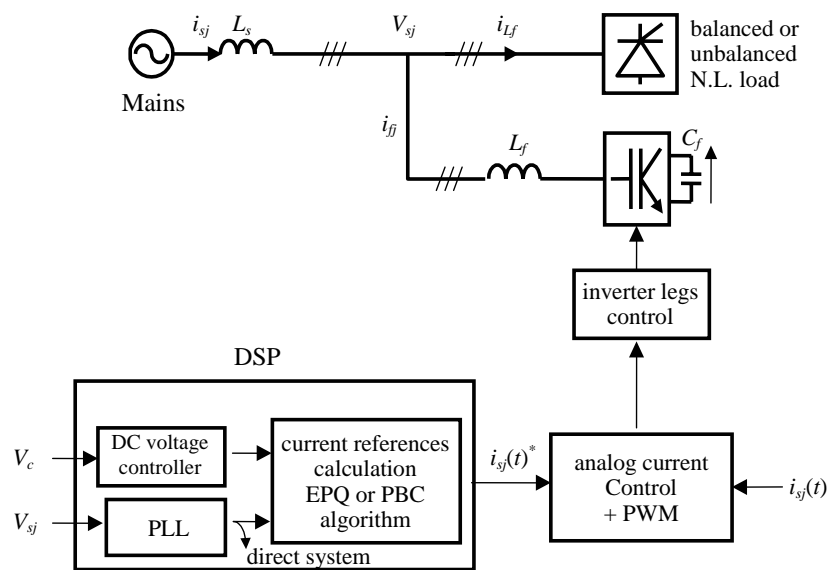 i_sj
L_s
V_sj
i_Lf
balanced or
unbalanced
N.L. load
Mains
i_fj
L_f
C_f
inverter legs
control
DSP
V_c
DC voltage
controller
current references
calculation
EPQ or PBC
algorithm
i_sj(t)*
analog current
Control
+ PWM
i_sj(t)
V_sj
PLL
direct system